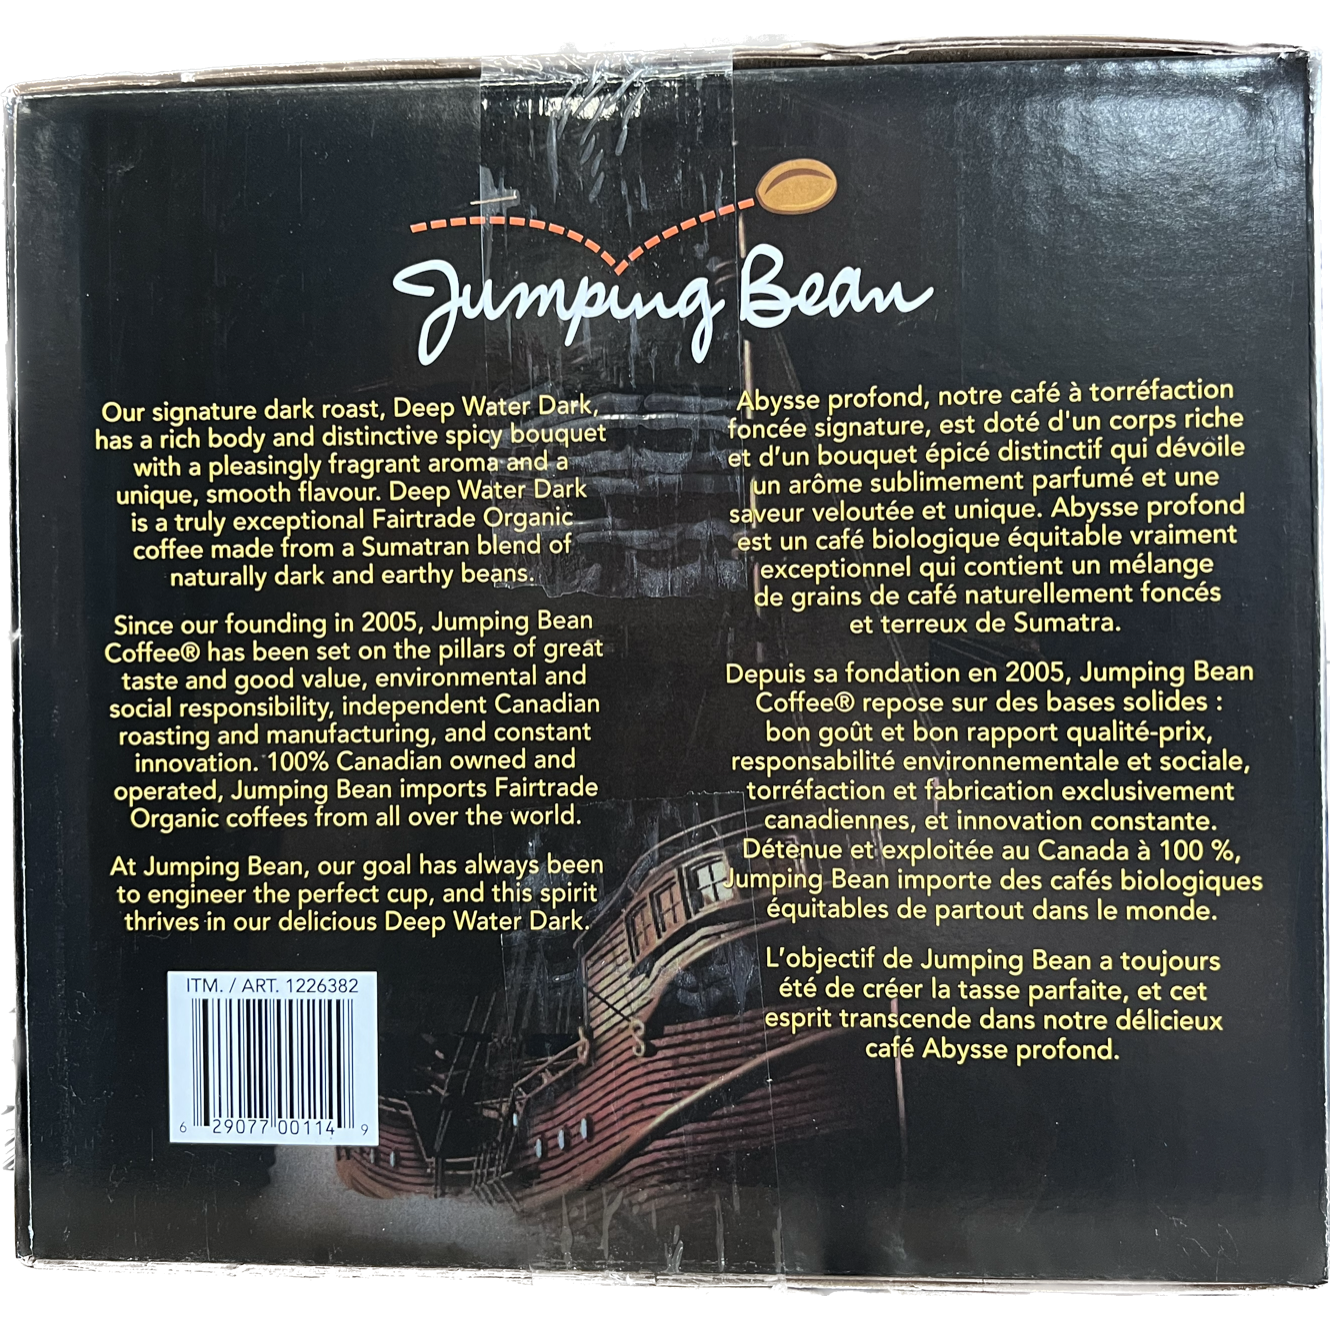 Jumping Bean
Our signature dark roast, Deep Water Dark,
has a rich body and distinctive spicy bouquet
with a pleasingly fragrant aroma and a
unique, smooth flavour. Deep Water Dark
is a truly exceptional Fairtrade Organic
coffee made from a Sumatran blend of
naturally dark and earthy beans.
Since our founding in 2005, Jumping Bean
Coffee® has been set on the pillars of great
taste and good value, environmental and
social responsibility, independent Canadian
roasting and manufacturing, and constant
innovation. 100% Canadian owned and
operated, Jumping Bean imports Fairtrade
Organic coffees from all over the world.
At Jumping Bean, our goal has always been
to engineer the perfect cup, and this spirit
thrives in our delicious Deep Water Dark.
ITM. / ART. 1226382
6 29077 00114 9
Abysse profond, notre café à torréfaction
foncée signature, est doté d'un corps riche
et d’un bouquet épicé distinctif qui dévoile
un arôme sublimement parfumé et une
saveur veloutée et unique. Abysse profond
est un café biologique équitable vraiment
exceptionnel qui contient un mélange
de grains de café naturellement foncés
et terreux de Sumatra.
Depuis sa fondation en 2005, Jumping Bean
Coffee® repose sur des bases solides :
bon goût et bon rapport qualité-prix,
responsabilité environnementale et sociale,
torréfaction et fabrication exclusivement
canadiennes, et innovation constante.
Détenue et exploitée au Canada à 100 %,
Jumping Bean importe des cafés biologiques
équitables de partout dans le monde.
L’objectif de Jumping Bean a toujours
été de créer la tasse parfaite, et cet
esprit transcende dans notre délicieux
café Abysse profond.